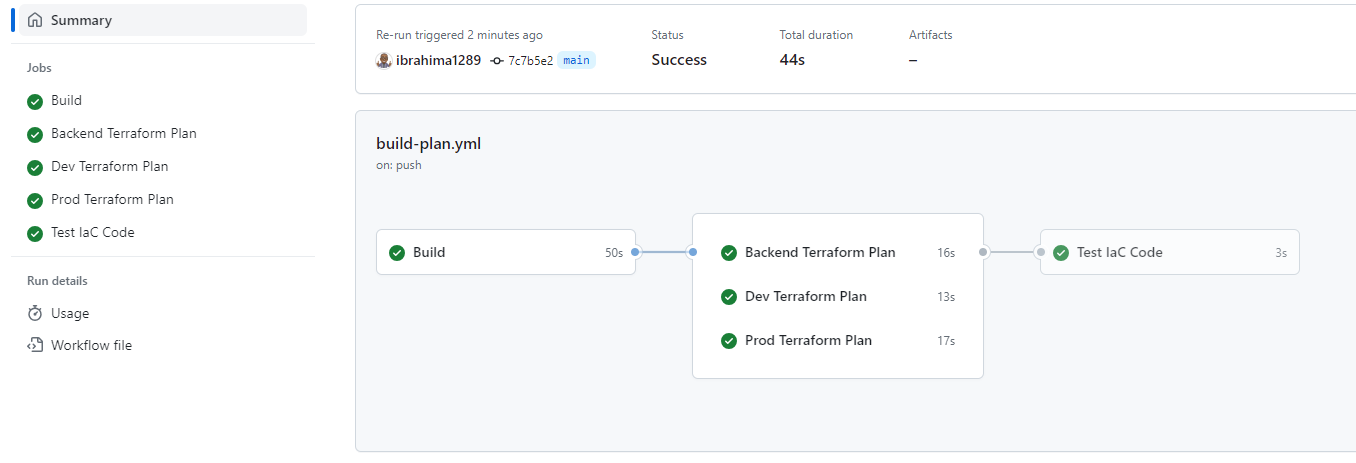 Summary
Jobs
Build
Backend Terraform Plan
Dev Terraform Plan
Prod Terraform Plan
Test IaC Code
Run details
Usage
Workflow file
Re-run triggered 2 minutes ago
ibrahima1289 7c7b5e2 main
Status
Success
Total duration
44s
Artifacts
–
build-plan.yml
on: push
Build 50s
Backend Terraform Plan 16s
Dev Terraform Plan 13s
Prod Terraform Plan 17s
Test IaC Code 3s